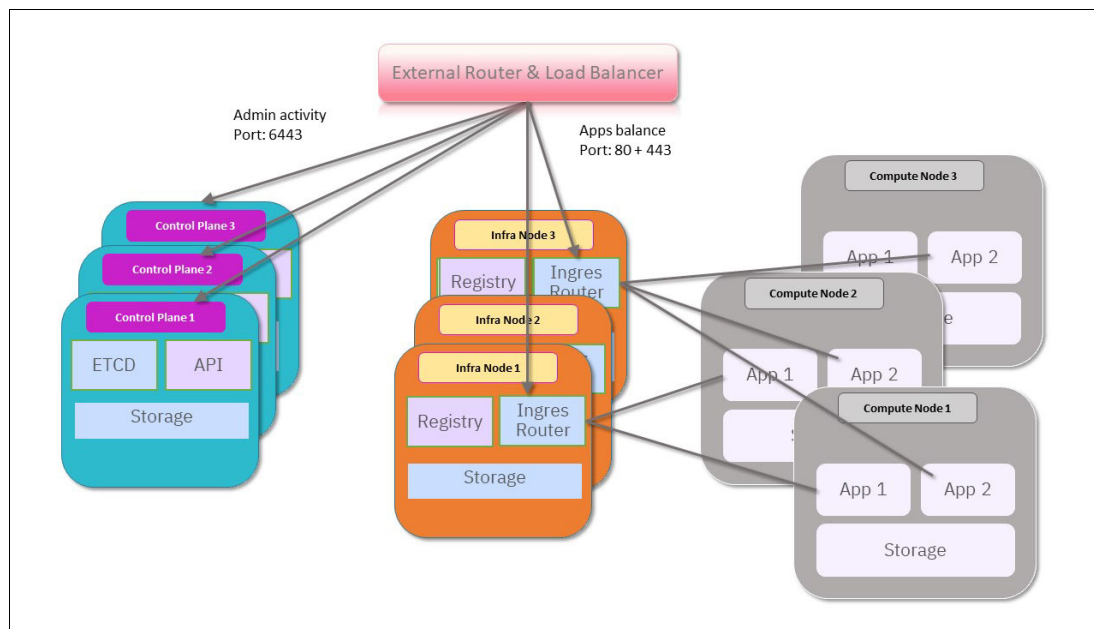 External Router & Load Balancer
Admin activity
Port: 6443
Apps balance
Port: 80 + 443
Control Plane 3
Control Plane 2
Control Plane 1
ETCD
API
Storage
Infra Node 3
Registry
Ingres
Router
Infra Node 2
Infra Node 1
Registry
Ingres
Router
Storage
Compute Node 3
App 1
App 2
Compute Node 2
App 1
App 2
Compute Node 1
App 1
App 2
Storage